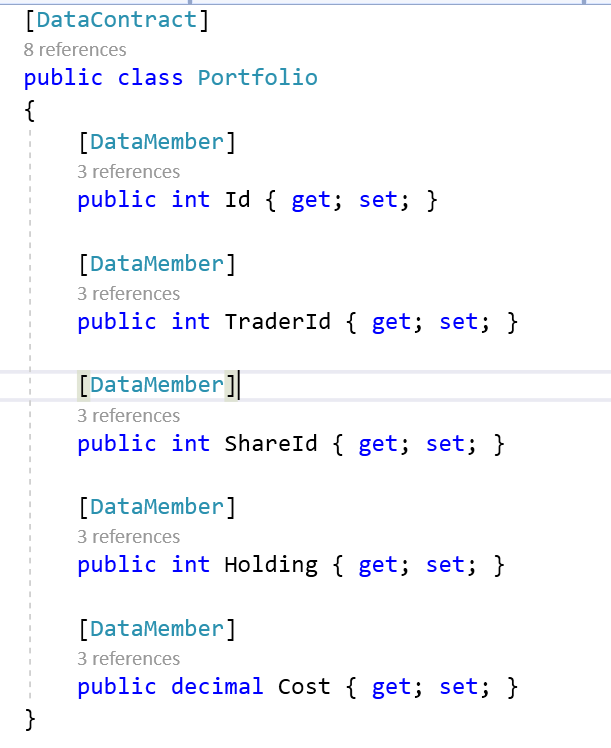 [DataContract]
8 references
public class Portfolio
{
[DataMember]
3 references
public int Id { get; set; }
[DataMember]
3 references
public int TraderId { get; set; }
[DataMember]
3 references
public int ShareId { get; set; }
[DataMember]
3 references
public int Holding { get; set; }
[DataMember]
3 references
public decimal Cost { get; set; }
}